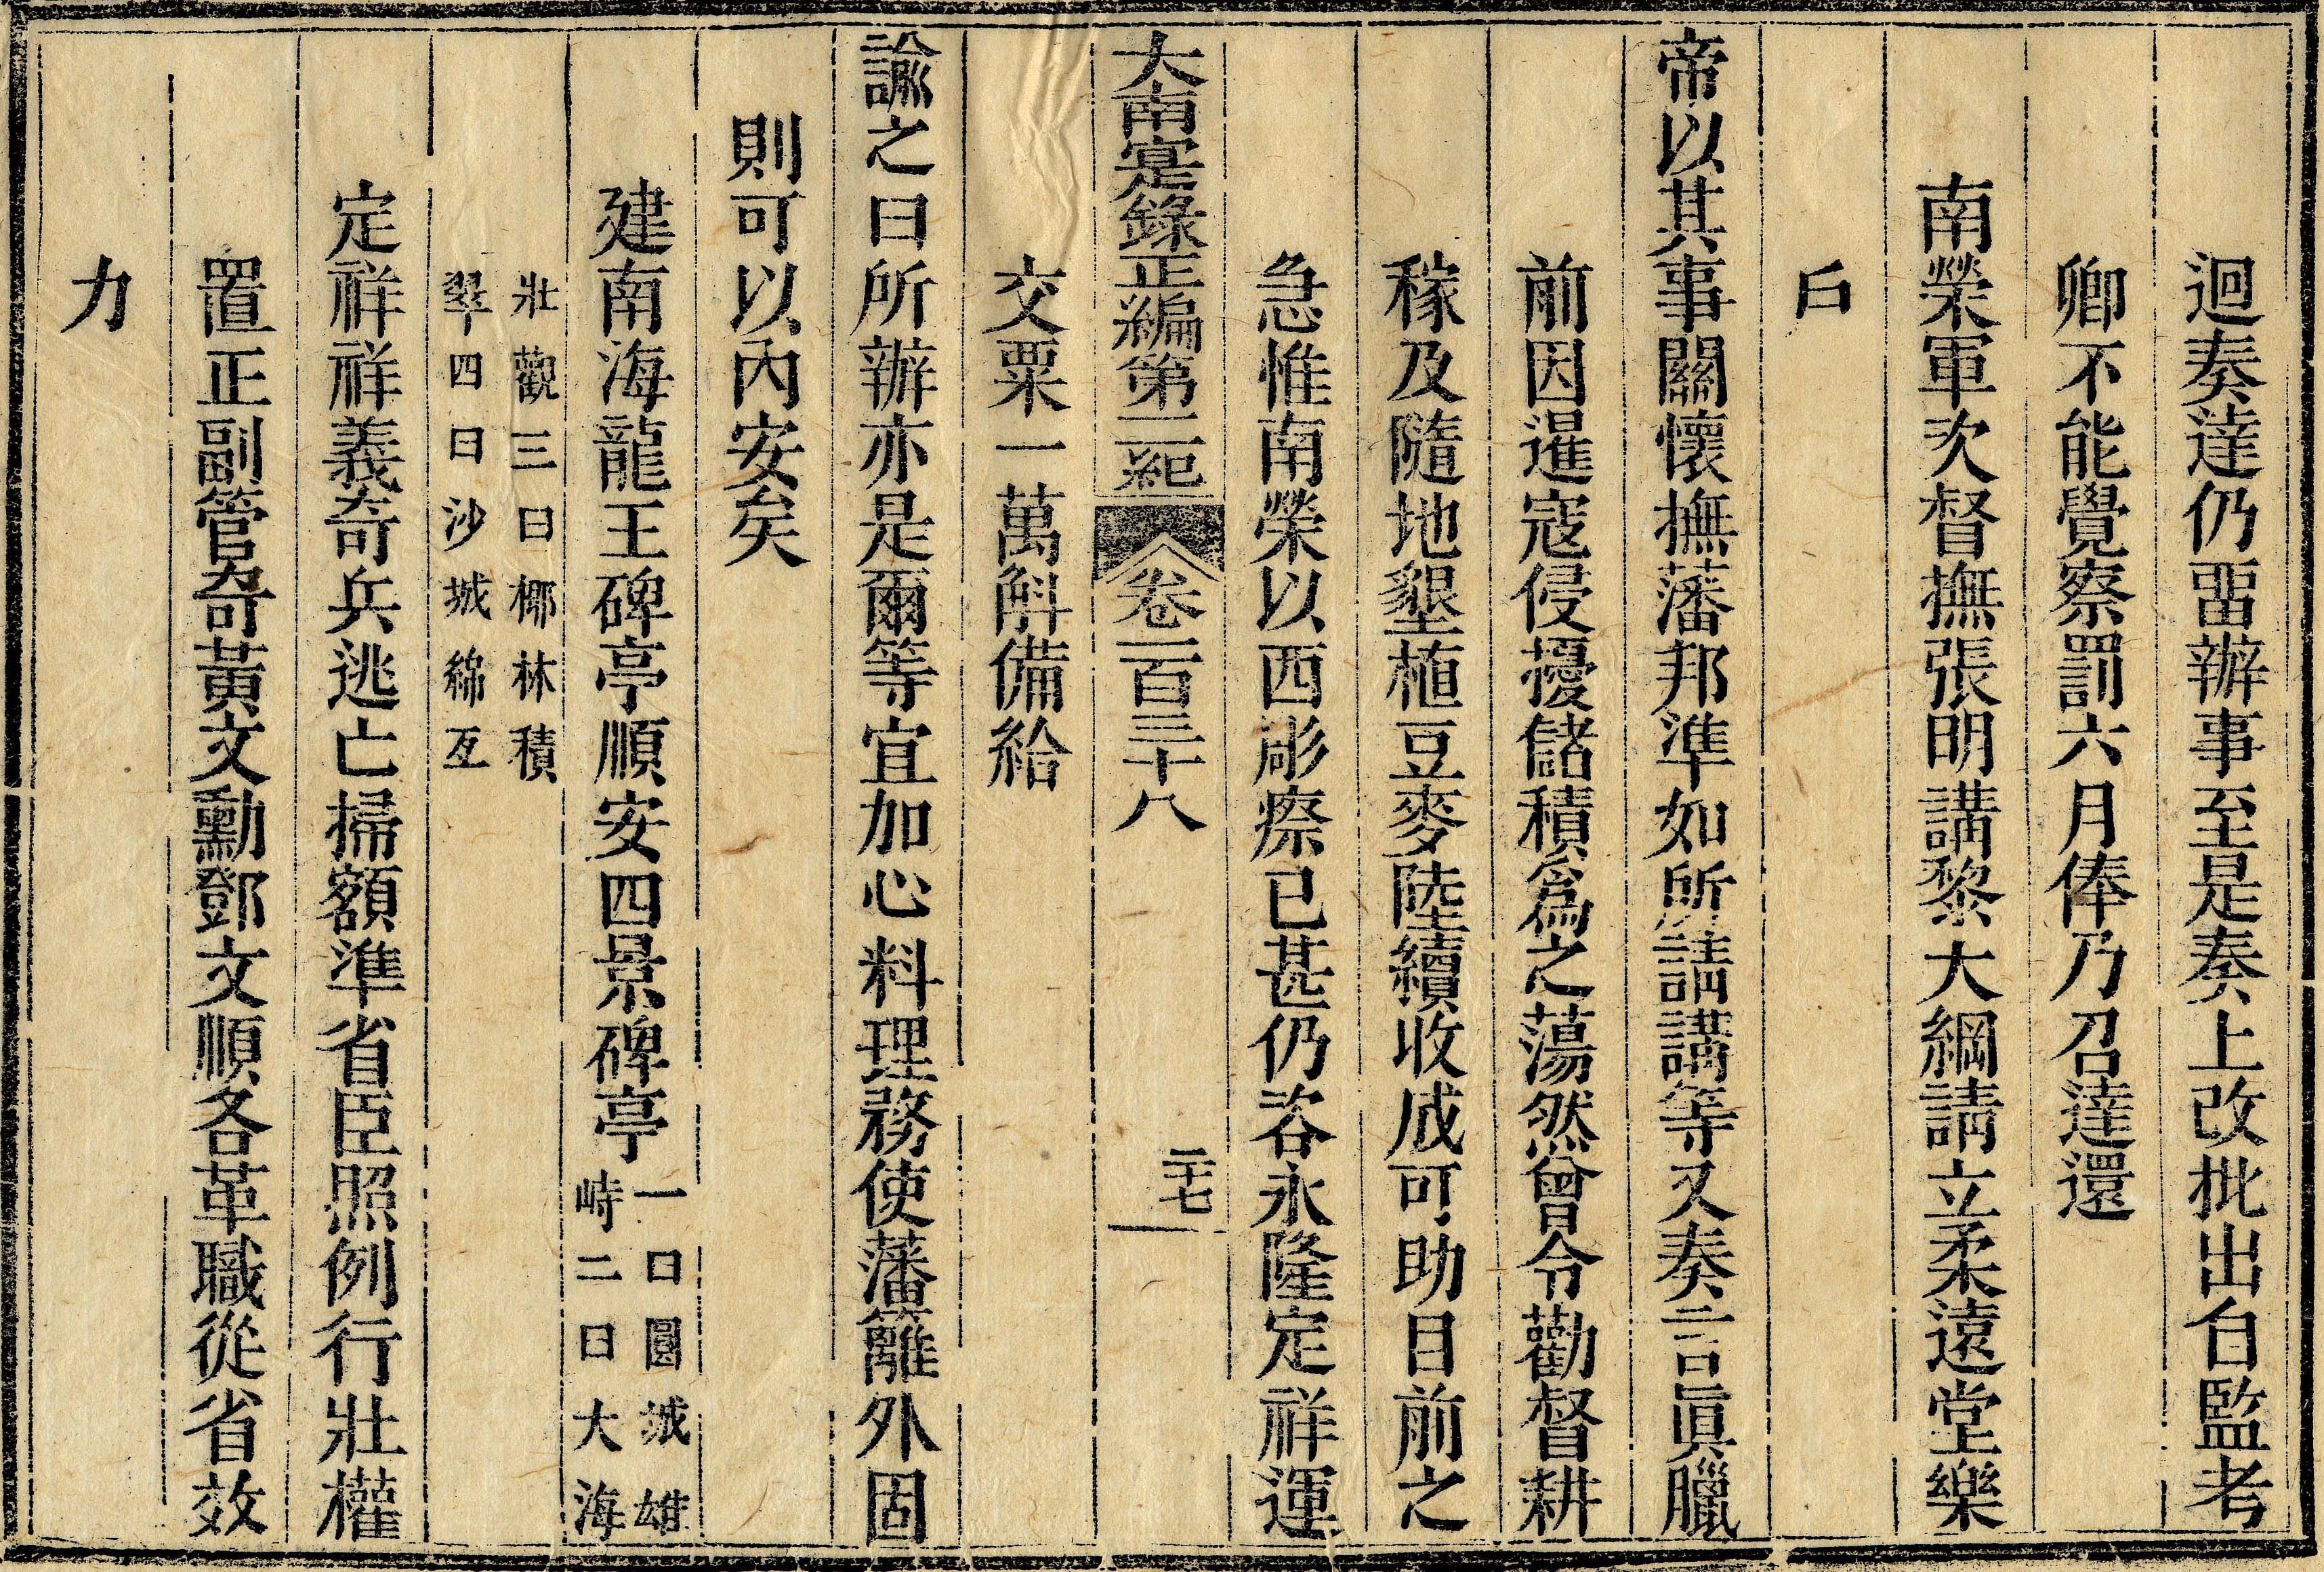 迴奏達仍畱辦事至是奏上改批出自監考
卿不能覺察罰六月俸乃召達還
南榮軍次督撫張明講黎大綱請立柔遠堂樂
戶
帝以其事關懷撫藩邦準如所請講等又奏言眞臘
前因暹寇侵擾儲積爲之蕩然曾令勸督耕
稼及隨地墾植豆麥陸續收成可助目前之
急惟南榮以西彫瘵已甚仍咨永隆定祥運
大南寔錄正編第二紀
卷一百三十八
二十七
交粟一萬斛備給
諭之曰所辦亦是爾等宜加心料理務使藩籬外固
則可以內安矣
建南海龍王碑亭順安四景碑亭
一曰圓城雄
峙二曰大海
壯觀三曰椰林積
翠四曰沙城綿亙
定祥祥義奇兵逃亡掃額準省臣照例行壯權
置正副管奇黃文勳鄧文順各革職從省效
力